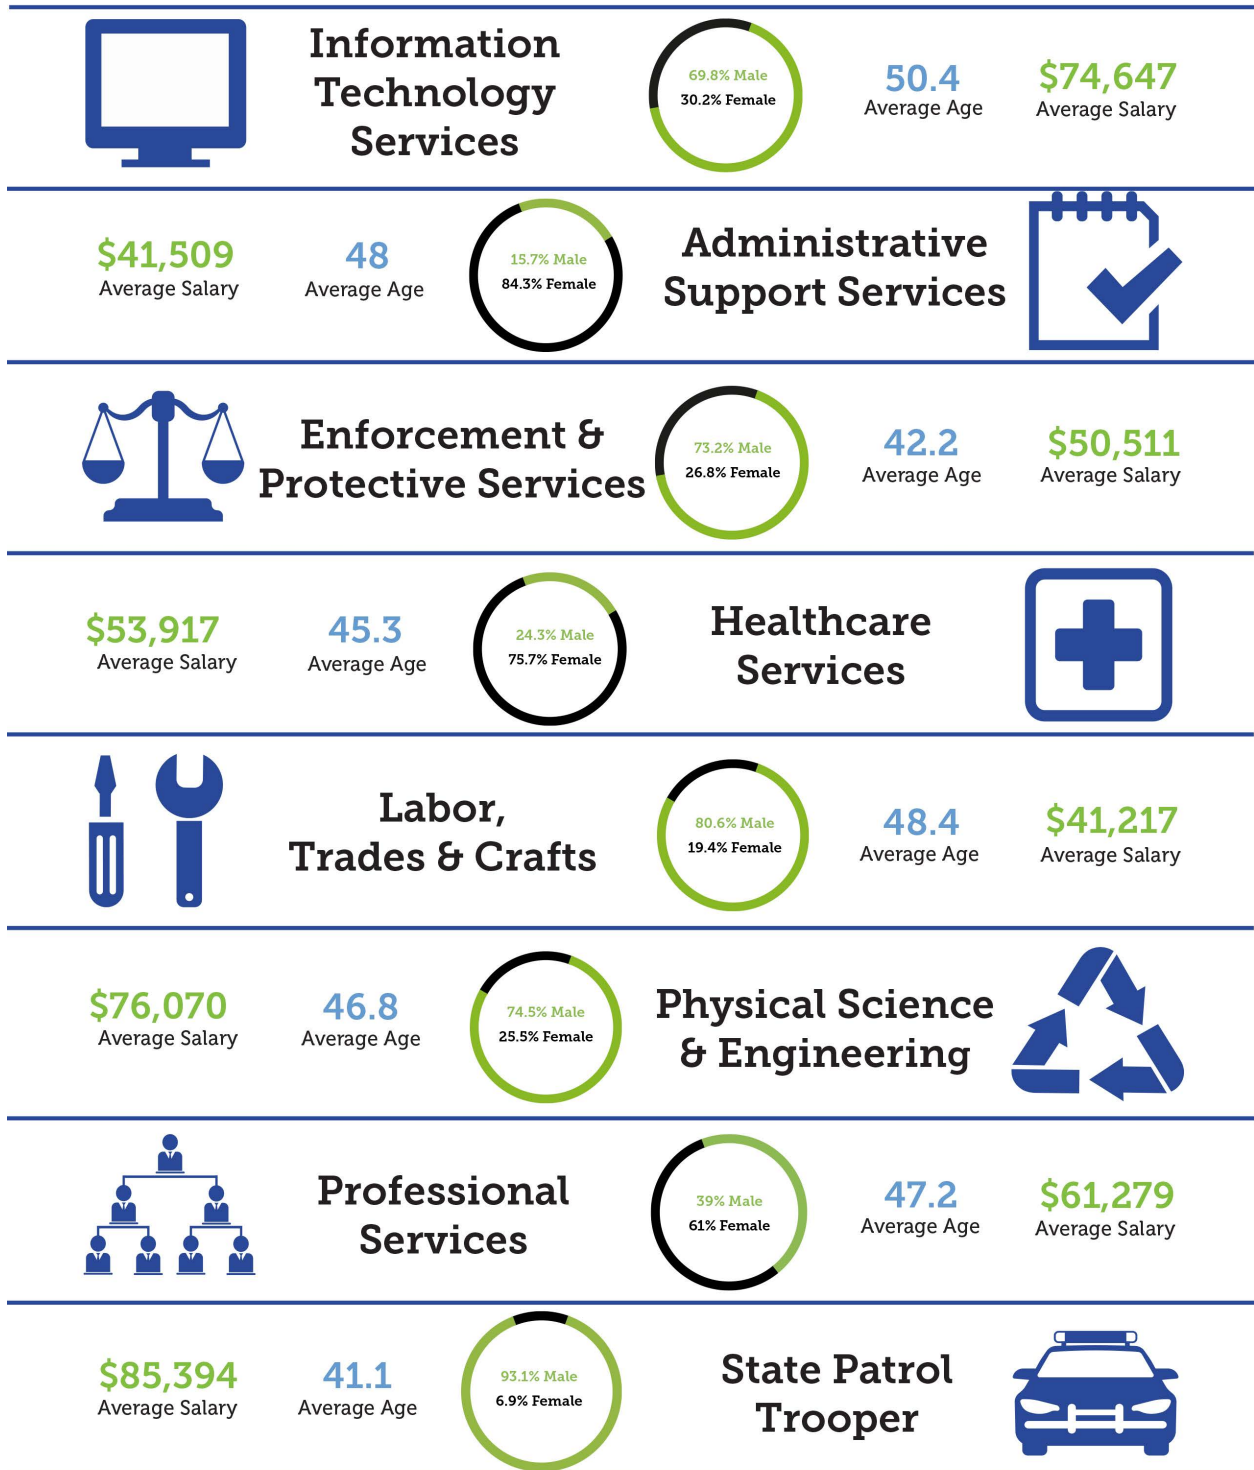 Information
Technology
Services
69.8% Male
30.2% Female
50.4
Average Age
$74,647
Average Salary
$41,509
Average Salary
48
Average Age
15.7% Male
84.3% Female
Administrative
Support Services
Enforcement &
Protective Services
73.2% Male
26.8% Female
42.2
Average Age
$50,511
Average Salary
$53,917
Average Salary
45.3
Average Age
24.3% Male
75.7% Female
Healthcare
Services
Labor,
Trades & Crafts
80.6% Male
19.4% Female
48.4
Average Age
$41,217
Average Salary
$76,070
Average Salary
46.8
Average Age
74.5% Male
25.5% Female
Physical Science
& Engineering
Professional
Services
39% Male
61% Female
47.2
Average Age
$61,279
Average Salary
$85,394
Average Salary
41.1
Average Age
93.1% Male
6.9% Female
State Patrol
Trooper